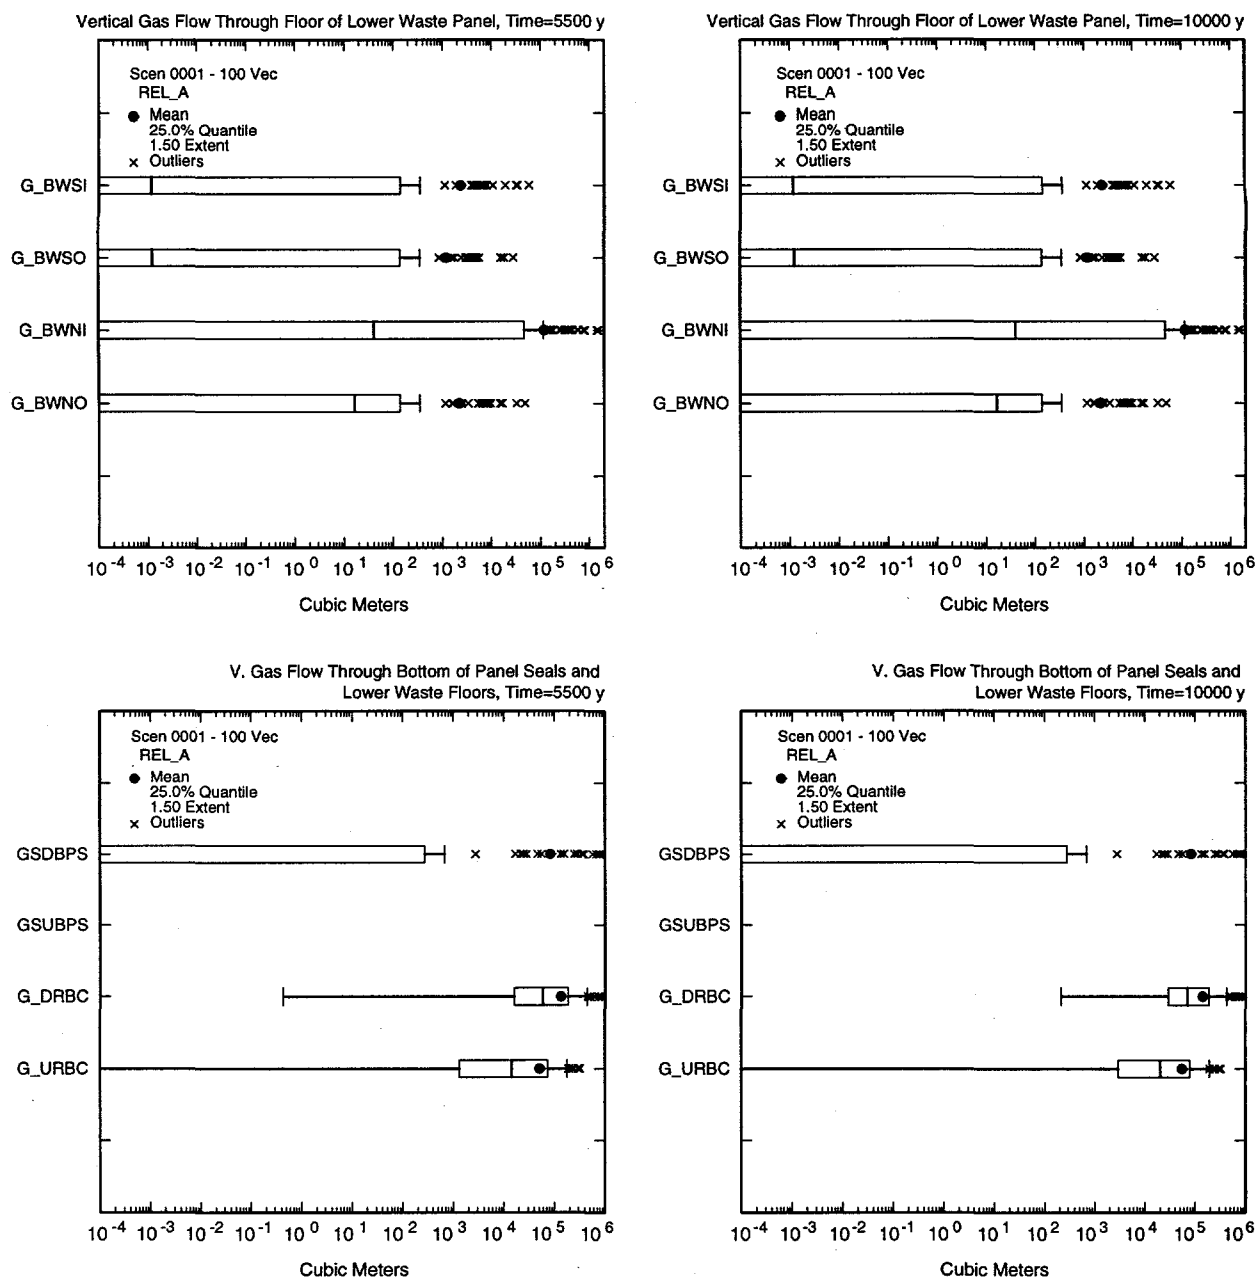 Vertical Gas Flow Through Floor of Lower Waste Panel, Time=5500 y
Scen 0001 - 100 Vec
REL_A
Mean
25.0% Quantile
1.50 Extent
× Outliers
G_BWSI
G_BWSO
G_BWNI
G_BWNO
10^-4 10^-3 10^-2 10^-1 10^0 10^1 10^2 10^3 10^4 10^5 10^6
Cubic Meters
Vertical Gas Flow Through Floor of Lower Waste Panel, Time=10000 y
Scen 0001 - 100 Vec
REL_A
Mean
25.0% Quantile
1.50 Extent
× Outliers
G_BWSI
G_BWSO
G_BWNI
G_BWNO
10^-4 10^-3 10^-2 10^-1 10^0 10^1 10^2 10^3 10^4 10^5 10^6
Cubic Meters
V. Gas Flow Through Bottom of Panel Seals and
Lower Waste Floors, Time=5500 y
Scen 0001 - 100 Vec
REL_A
Mean
25.0% Quantile
1.50 Extent
× Outliers
GSDBPS
GSUBPS
G_DRBC
G_URBC
10^-4 10^-3 10^-2 10^-1 10^0 10^1 10^2 10^3 10^4 10^5 10^6
Cubic Meters
V. Gas Flow Through Bottom of Panel Seals and
Lower Waste Floors, Time=10000 y
Scen 0001 - 100 Vec
REL_A
Mean
25.0% Quantile
1.50 Extent
× Outliers
GSDBPS
GSUBPS
G_DRBC
G_URBC
10^-4 10^-3 10^-2 10^-1 10^0 10^1 10^2 10^3 10^4 10^5 10^6
Cubic Meters